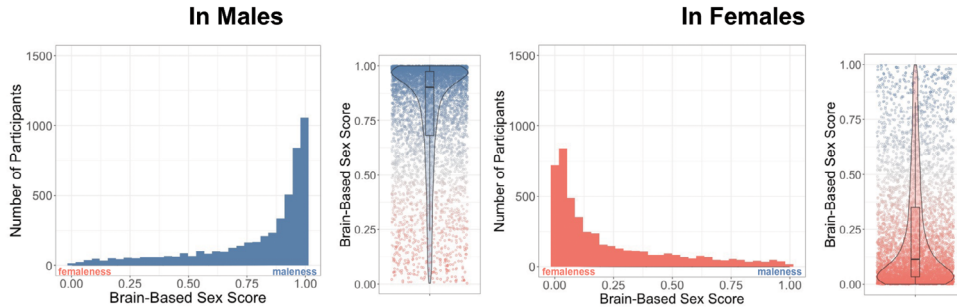 In Males
In Females
Number of Participants
1500
1000
500
0
femaleness
maleness
0.00
0.25
0.50
0.75
1.00
Brain-Based Sex Score
Brain-Based Sex Score
1.00
0.75
0.50
0.25
0.00
Number of Participants
1500
1000
500
0
femaleness
maleness
0.00
0.25
0.50
0.75
1.00
Brain-Based Sex Score
Brain-Based Sex Score
1.00
0.75
0.50
0.25
0.00